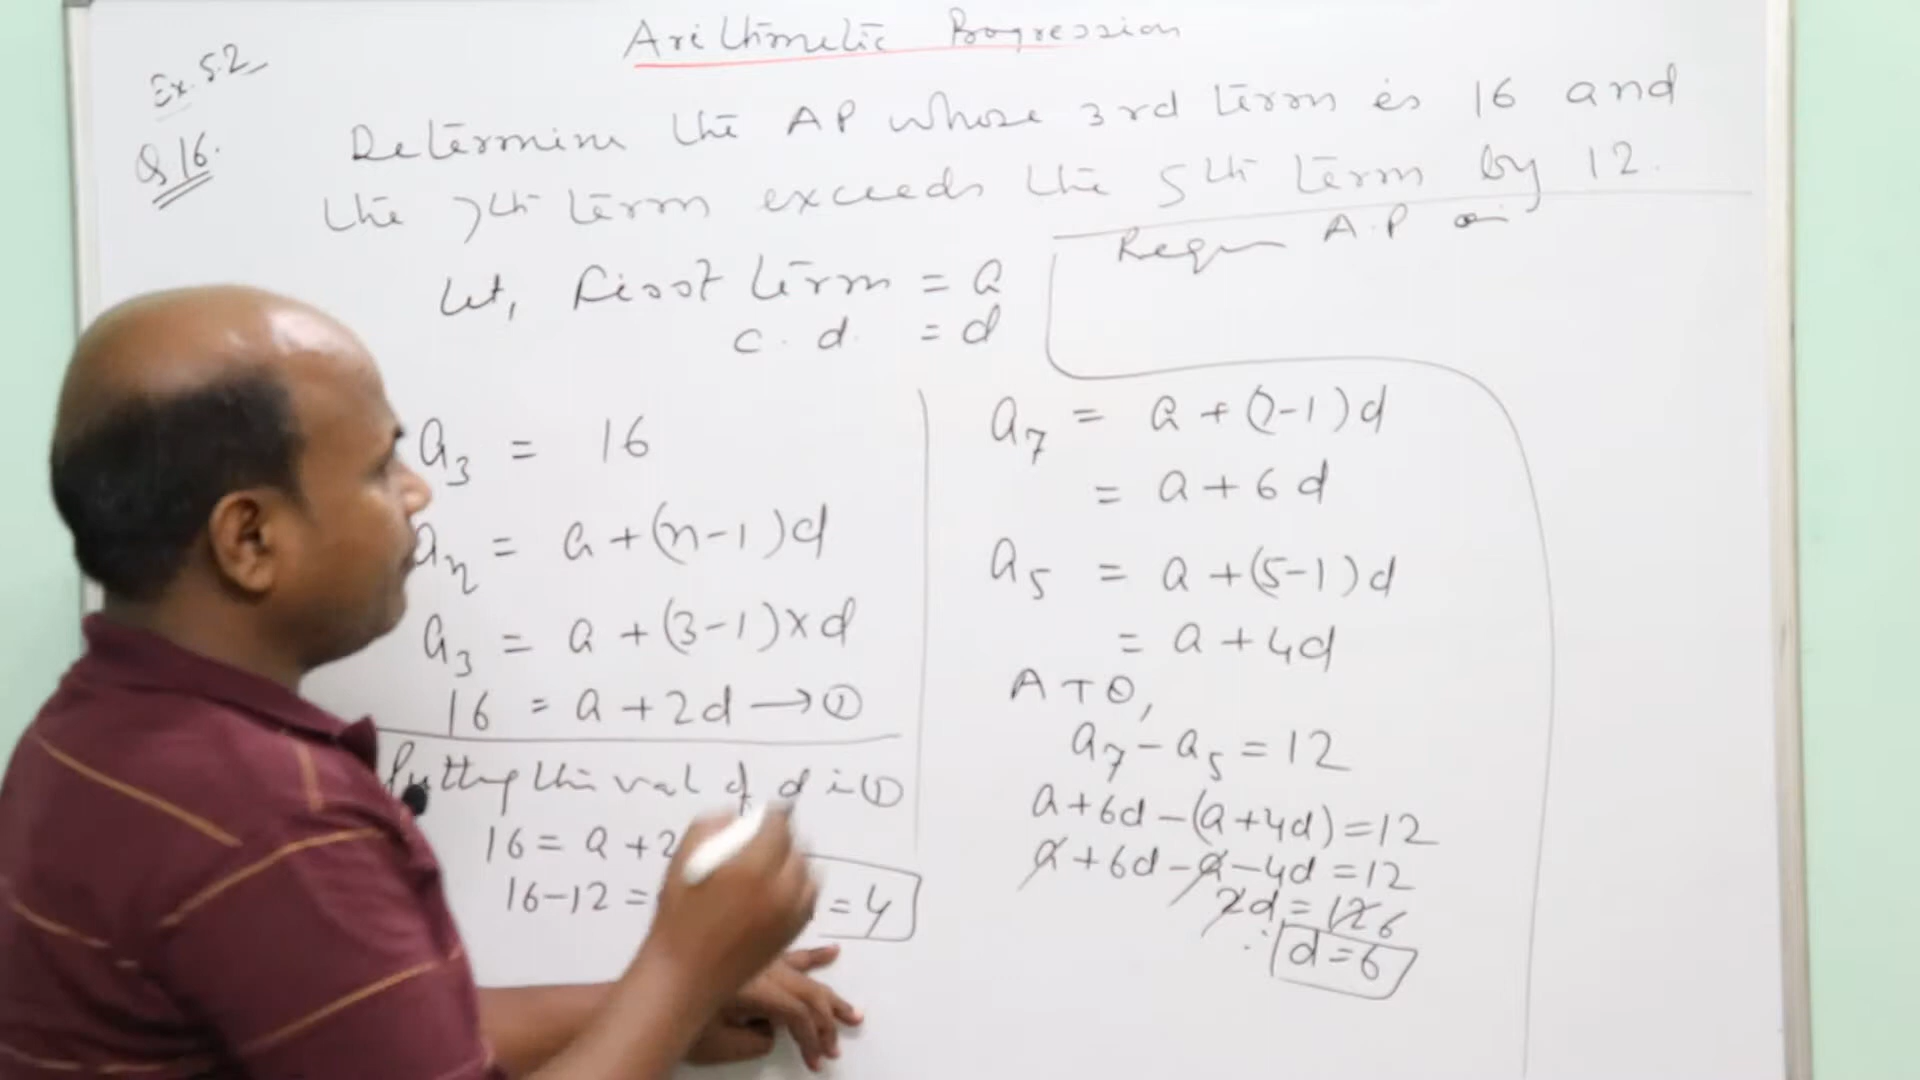 Arithmetic Progression
Ex. 5.2
Q.16. Determine the AP whose 3rd term is 16 and
the 7th term exceeds the 5th term by 12.
Let, First term = a
c. d. = d
a₃ = 16
aₙ = a + (n-1)d
a₃ = a + (3-1)×d
16 = a + 2d → ①
Putting this val of d in ①
16 = a + 2
16-12 =
= 4
Requ A.P
a₇ = a + (7-1)d
= a + 6d
a₅ = a + (5-1)d
= a + 4d
ATQ,
a₇ - a₅ = 12
a + 6d - (a + 4d) = 12
a + 6d - a - 4d = 12
2d = 12 6
∴ d = 6